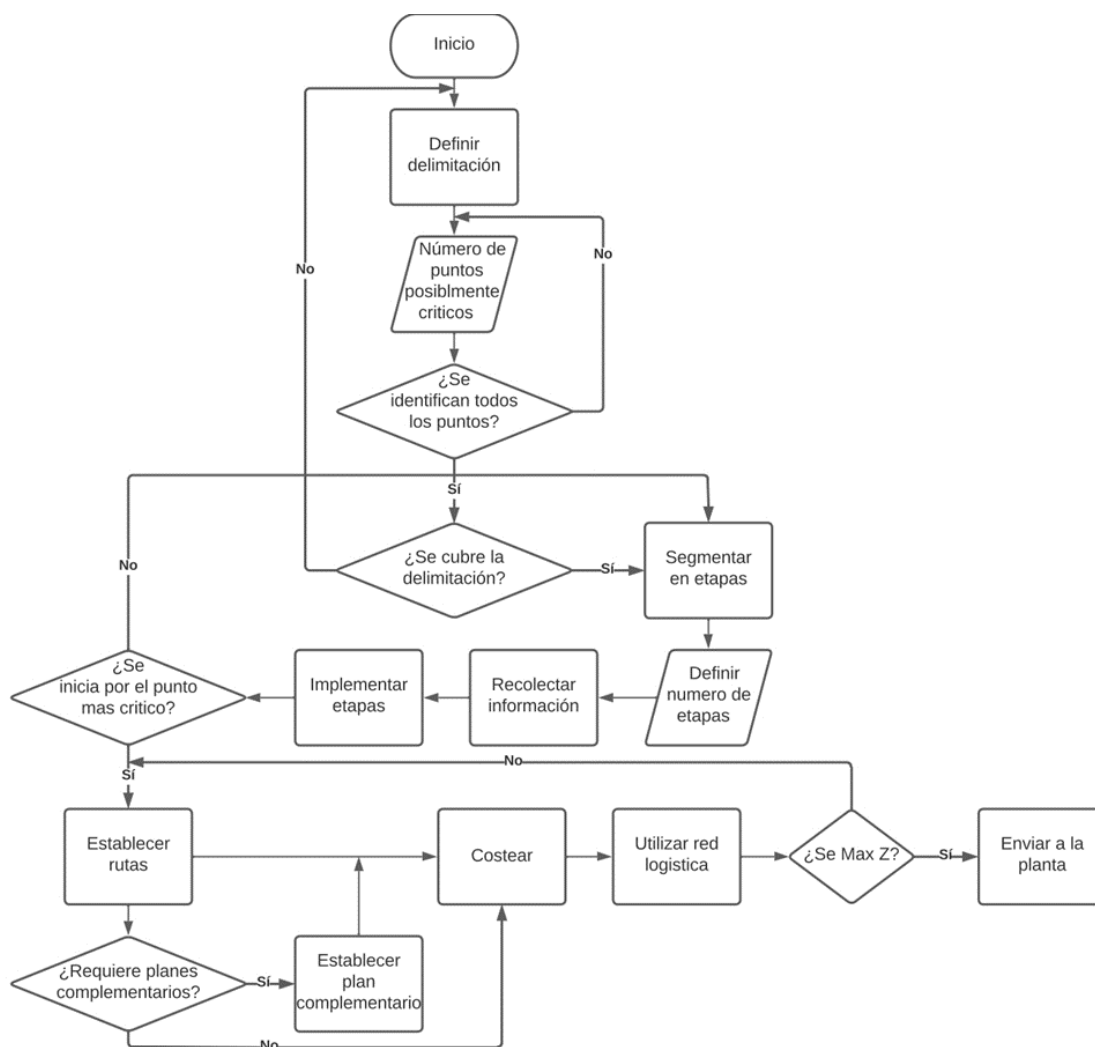 Inicio
Definir
delimitación
Número de
puntos
posiblmente
criticos
No
No
¿Se
identifican todos
los puntos?
Sí
¿Se cubre la
delimitación?
Sí
Segmentar
en etapas
No
¿Se
inicia por el punto
mas critico?
Implementar
etapas
Recolectar
información
Definir
numero de
etapas
No
Sí
Establecer
rutas
Costear
Utilizar red
logistica
¿Se Max Z?
Sí
Enviar a la
planta
¿Requiere planes
complementarios?
Sí
Establecer
plan
complementario
No